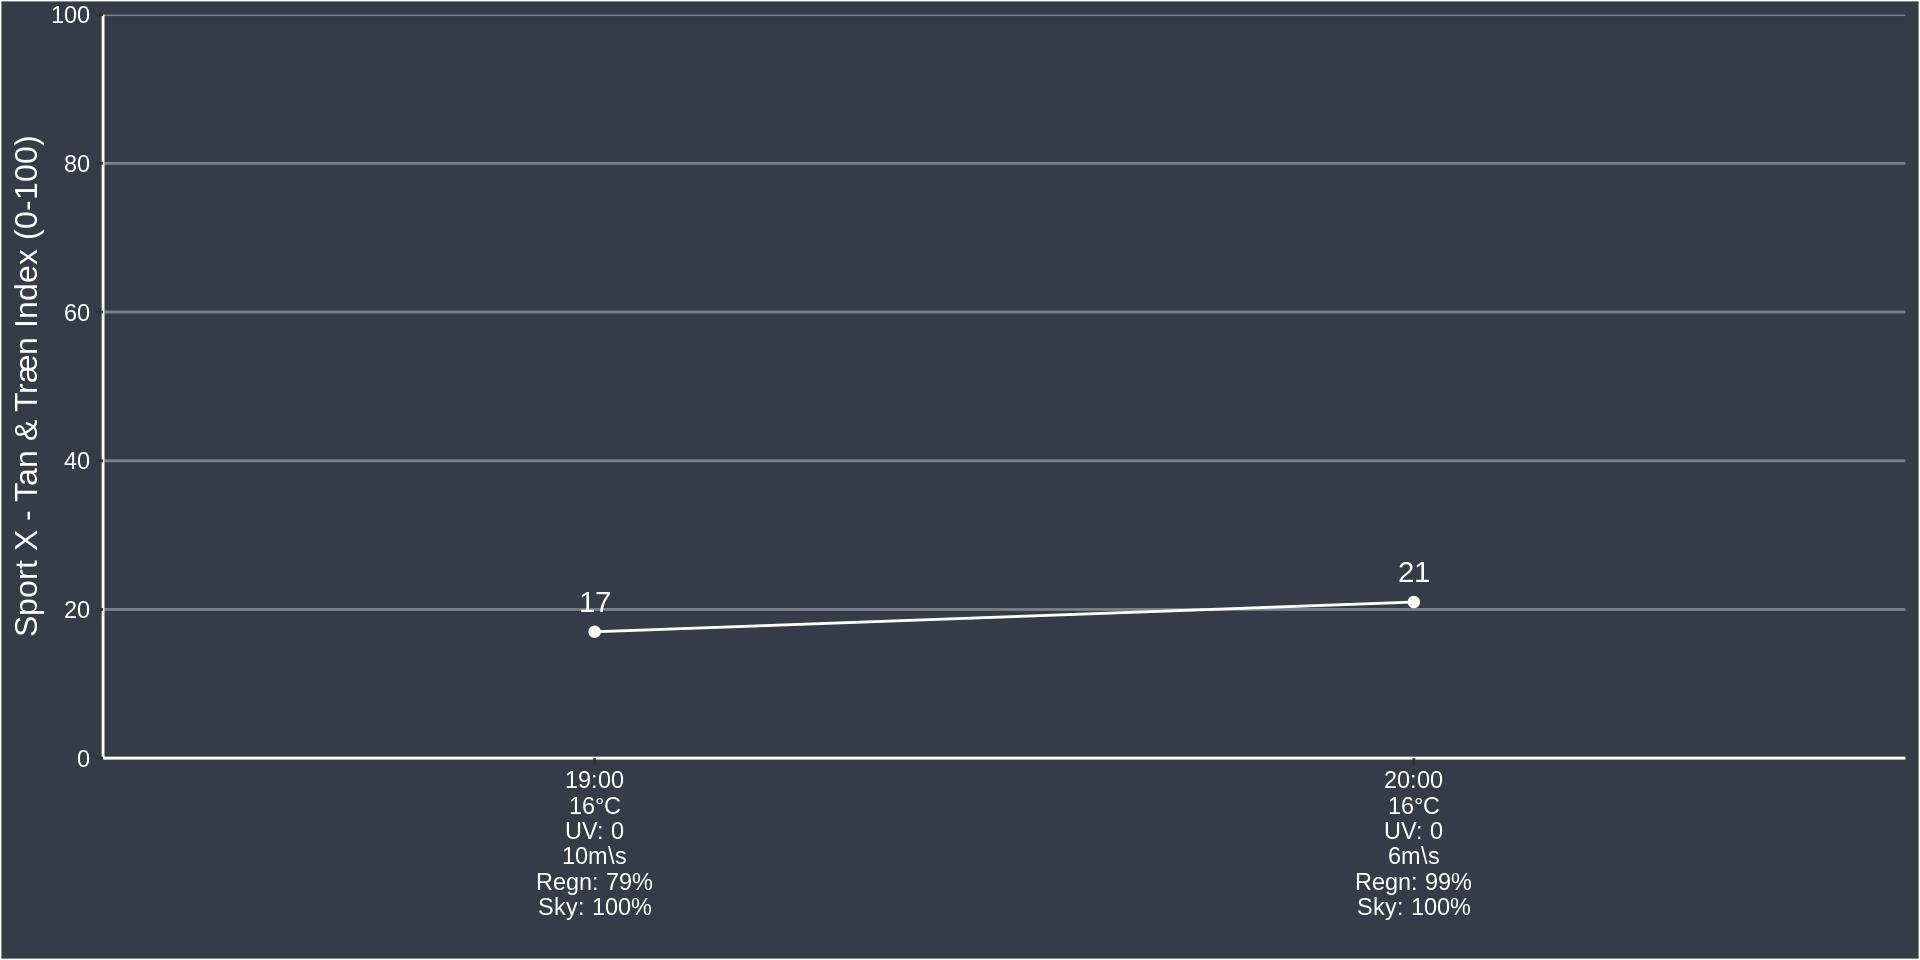 Sport X - Tan & Træn Index (0-100)
100
80
60
40
20
0
17
21
19:00
16°C
UV: 0
10m\s
Regn: 79%
Sky: 100%
20:00
16°C
UV: 0
6m\s
Regn: 99%
Sky: 100%